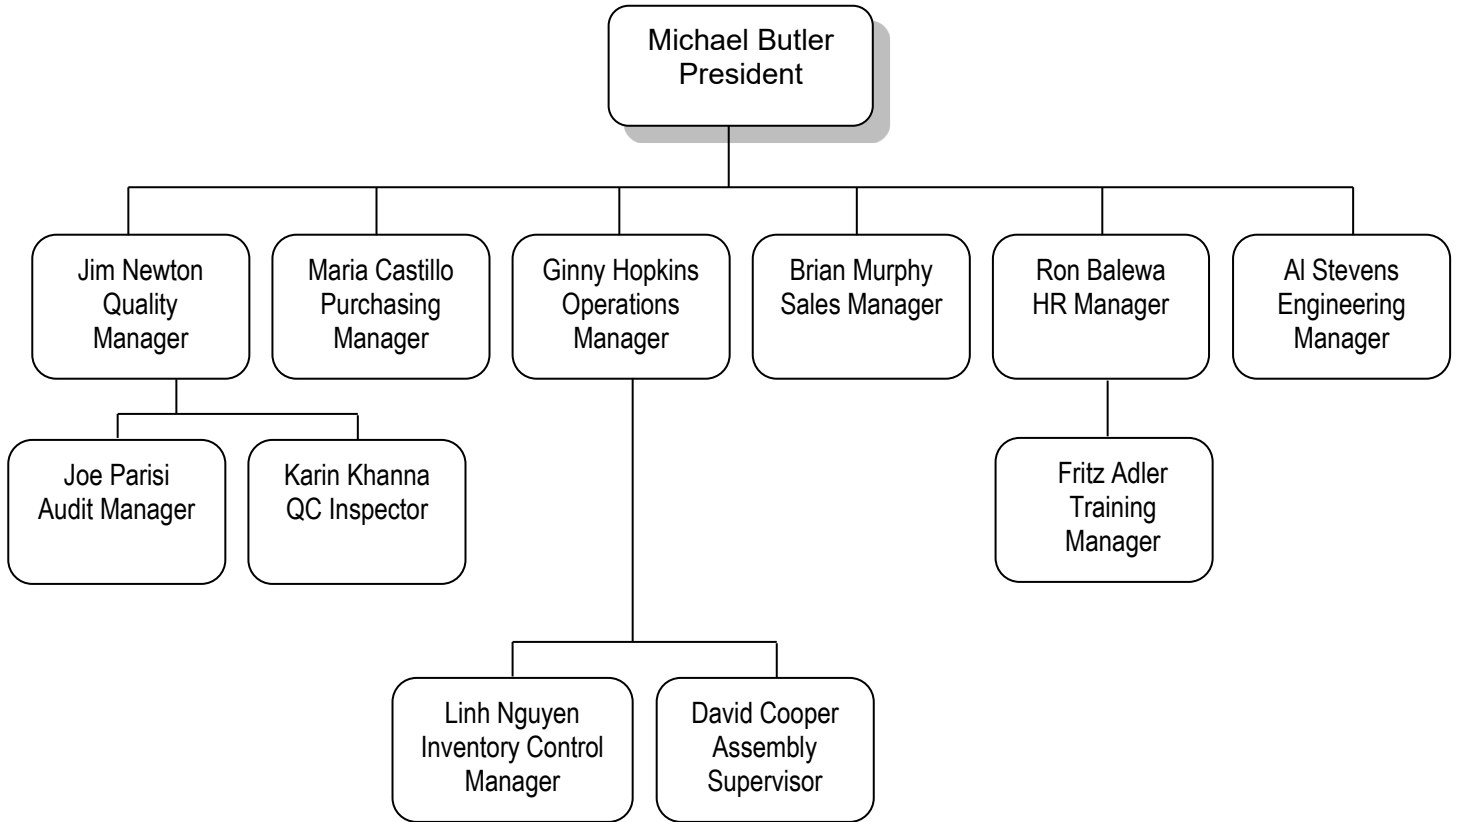 Michael Butler
President
Jim Newton
Quality
Manager
Maria Castillo
Purchasing
Manager
Ginny Hopkins
Operations
Manager
Brian Murphy
Sales Manager
Ron Balewa
HR Manager
Al Stevens
Engineering
Manager
Joe Parisi
Audit Manager
Karin Khanna
QC Inspector
Fritz Adler
Training
Manager
Linh Nguyen
Inventory Control
Manager
David Cooper
Assembly
Supervisor